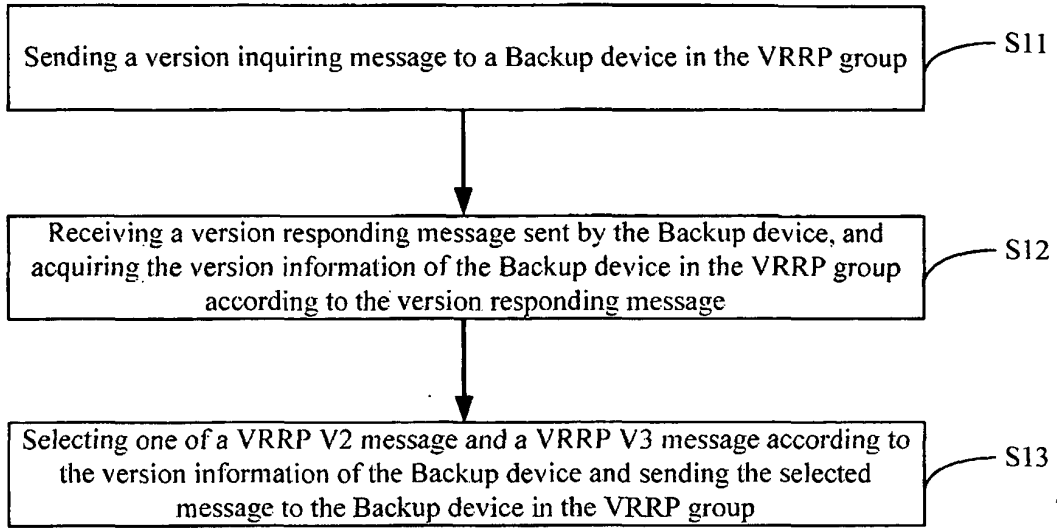 Sending a version inquiring message to a Backup device in the VRRP group
S11
Receiving a version responding message sent by the Backup device, and
acquiring the version information of the Backup device in the VRRP group
according to the version responding message
S12
Selecting one of a VRRP V2 message and a VRRP V3 message according to
the version information of the Backup device and sending the selected
message to the Backup device in the VRRP group
S13